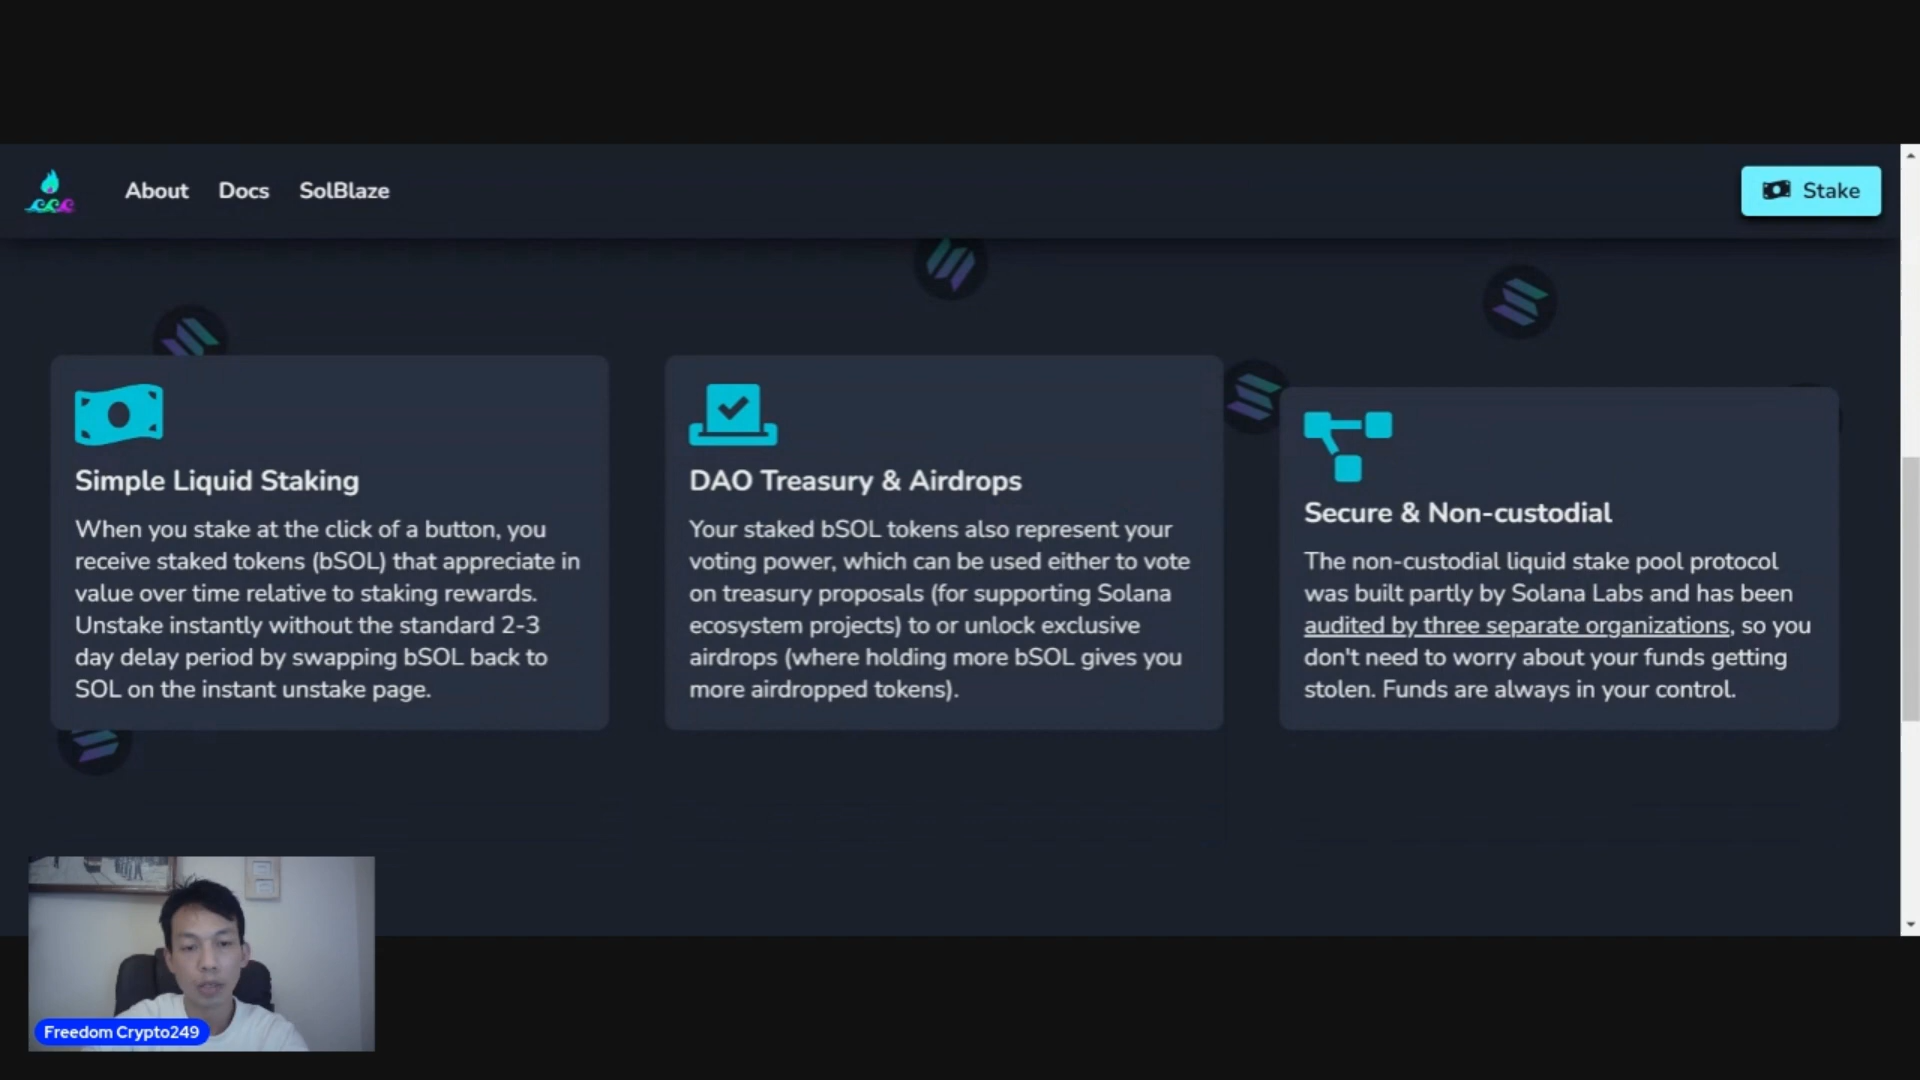 About Docs SolBlaze
Stake
Simple Liquid Staking
When you stake at the click of a button, you
receive staked tokens (bSOL) that appreciate in
value over time relative to staking rewards.
Unstake instantly without the standard 2-3
day delay period by swapping bSOL back to
SOL on the instant unstake page.
DAO Treasury & Airdrops
Your staked bSOL tokens also represent your
voting power, which can be used either to vote
on treasury proposals (for supporting Solana
ecosystem projects) to or unlock exclusive
airdrops (where holding more bSOL gives you
more airdropped tokens).
Secure & Non-custodial
The non-custodial liquid stake pool protocol
was built partly by Solana Labs and has been
audited by three separate organizations, so you
don't need to worry about your funds getting
stolen. Funds are always in your control.
Freedom Crypto249